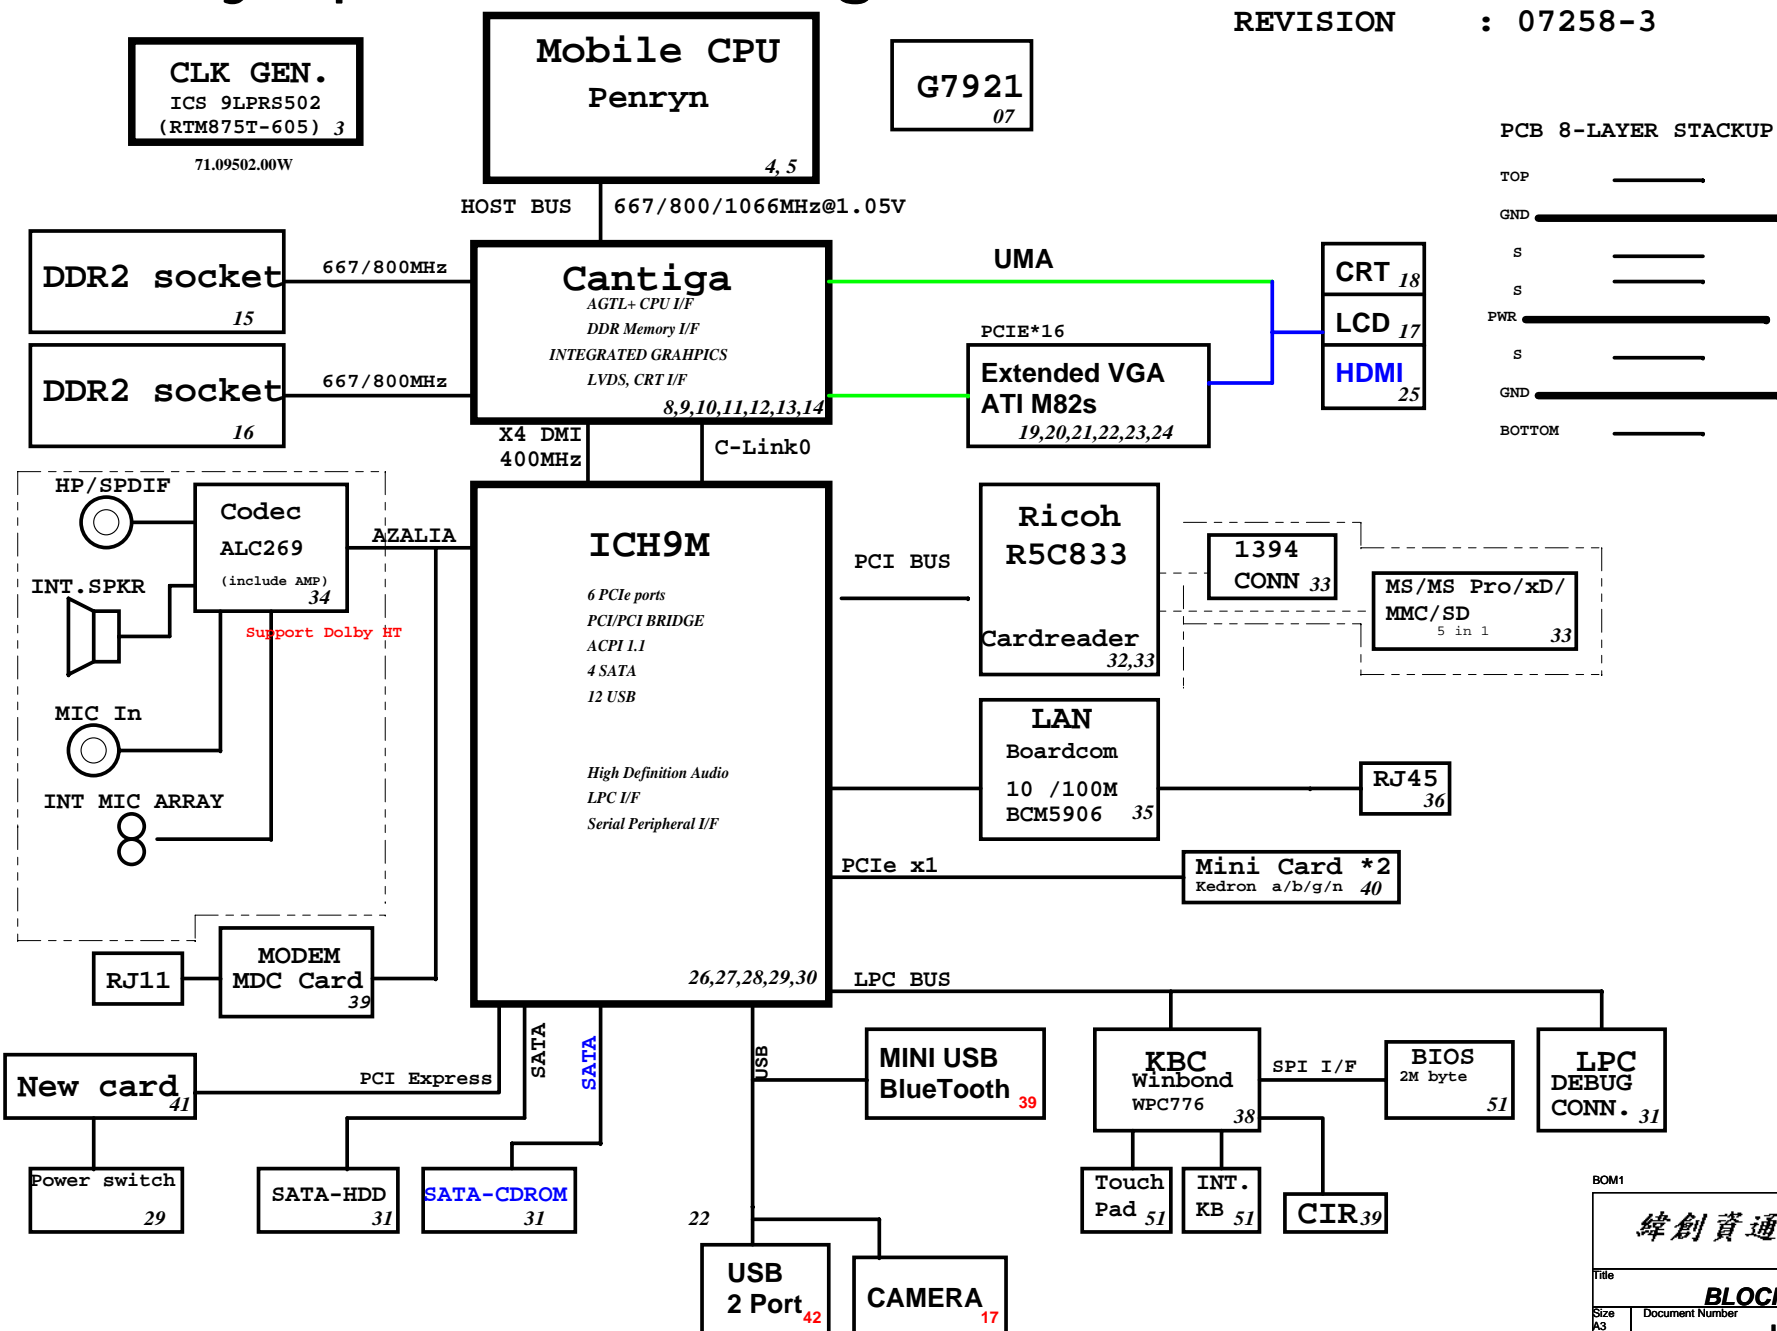 REVISION : 07258-3
CLK GEN.
ICS 9LPRS502
(RTM875T-605) 3
71.09502.00W
Mobile CPU
Penryn
4, 5
G7921
07
PCB 8-LAYER STACKUP
TOP
GND
S
S
PWR
S
GND
BOTTOM
HOST BUS
667/800/1066MHz@1.05V
DDR2 socket
15
667/800MHz
DDR2 socket
16
667/800MHz
Cantiga
AGTL+ CPU I/F
DDR Memory I/F
INTEGRATED GRAHPICS
LVDS, CRT I/F
8,9,10,11,12,13,14
UMA
PCIE*16
Extended VGA
ATI M82s
19,20,21,22,23,24
CRT 18
LCD 17
HDMI
25
X4 DMI
400MHz
C-Link0
HP/SPDIF
Codec
ALC269
(include AMP)
34
AZALIA
INT.SPKR
Support Dolby HT
MIC In
INT MIC ARRAY
ICH9M
6 PCIe ports
PCI/PCI BRIDGE
ACPI 1.1
4 SATA
12 USB
High Definition Audio
LPC I/F
Serial Peripheral I/F
26,27,28,29,30
PCI BUS
Ricoh
R5C833
Cardreader
32,33
1394
CONN 33
MS/MS Pro/xD/
MMC/SD
5 in 1
33
LAN
Boardcom
10 /100M
BCM5906 35
RJ45
36
PCIe x1
Mini Card *2
Kedron a/b/g/n 40
RJ11
MODEM
MDC Card
39
LPC BUS
New card
41
PCI Express
SATA
SATA
USB
Power switch
29
SATA-HDD
31
SATA-CDROM
31
22
MINI USB
BlueTooth 39
USB
2 Port 42
CAMERA
17
KBC
Winbond
WPC776
38
SPI I/F
BIOS
2M byte
51
LPC
DEBUG
CONN. 31
Touch
Pad 51
INT.
KB 51
CIR 39
BOM1
緯創資通
Title
BLOC
Size
A3
Document Number